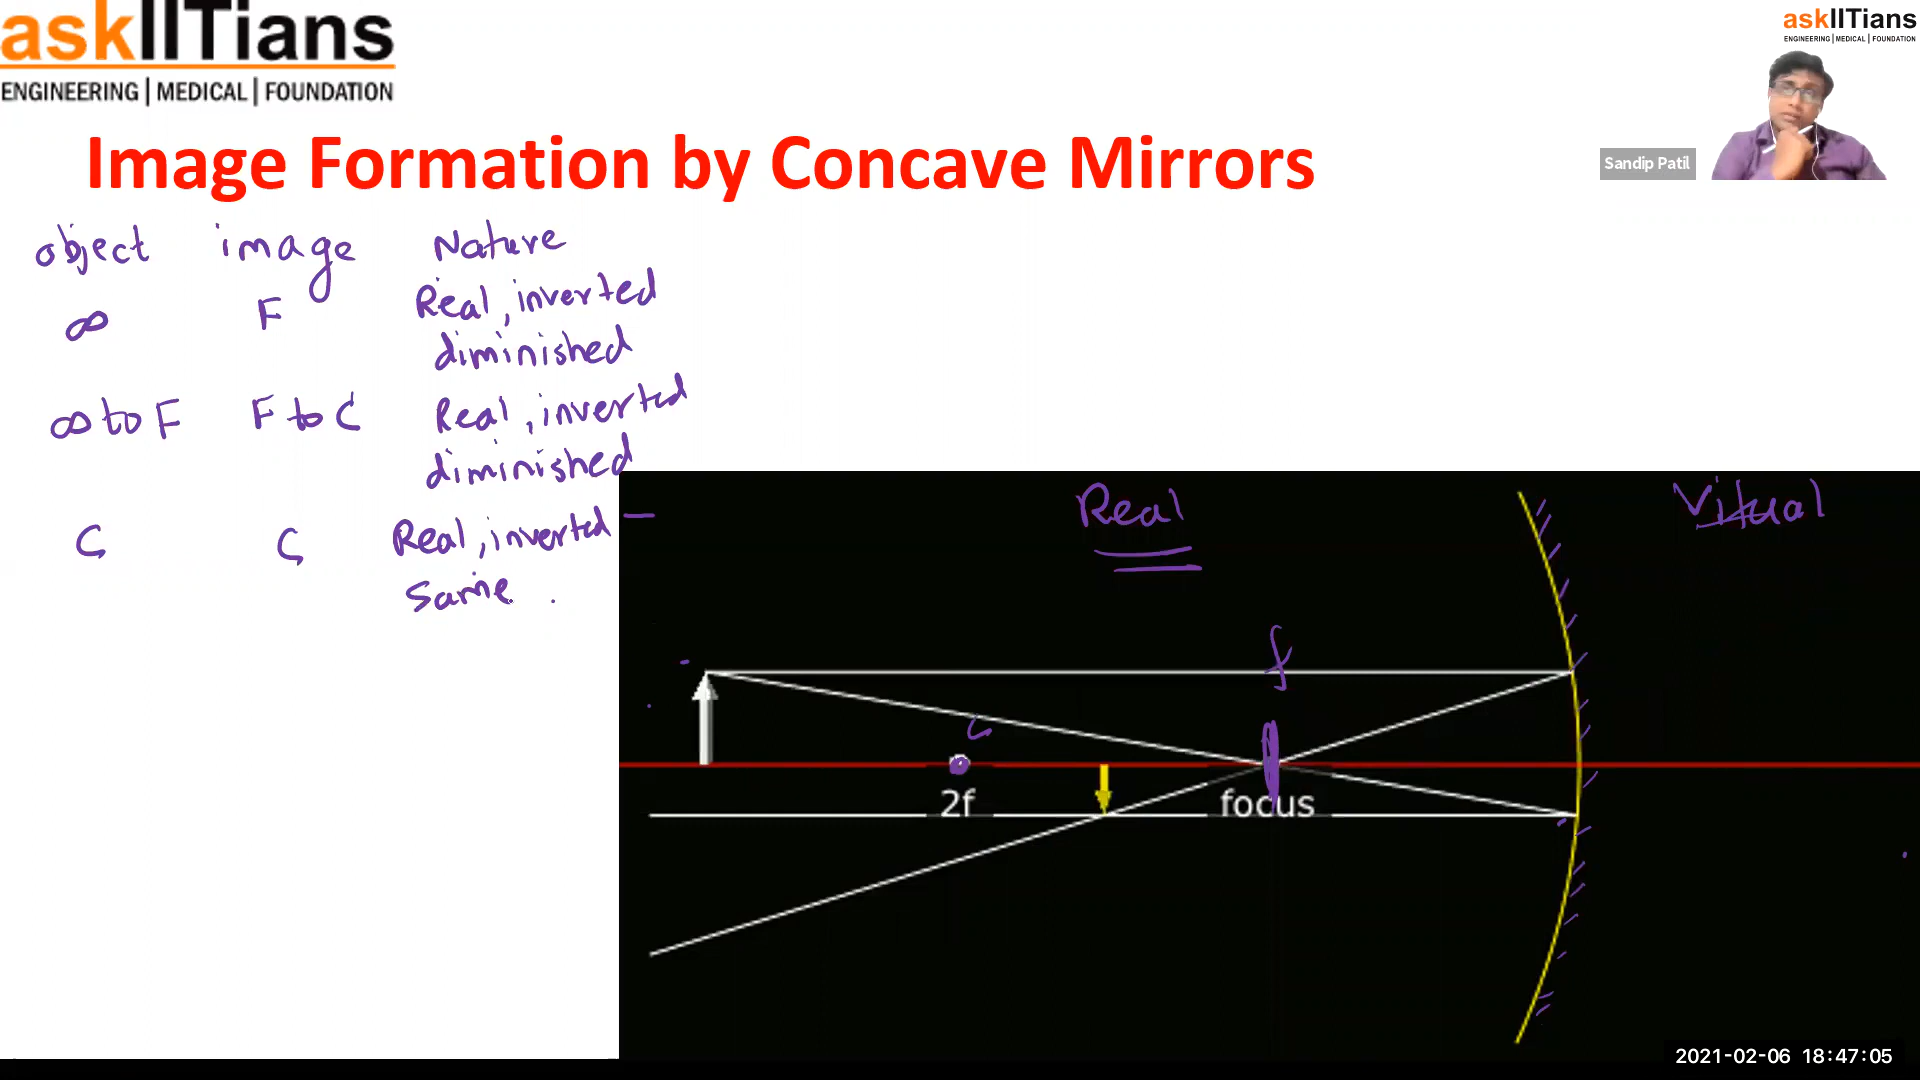 askIITians
ENGINEERING | MEDICAL | FOUNDATION
askIITians
ENGINEERING | MEDICAL | FOUNDATION
Sandip Patil
Image Formation by Concave Mirrors
object image Nature
∞ F Real, inverted
diminished
∞ to F F to C Real, inverted
diminished
C C Real, inverted
Same
Real Vitual
f
C
2f focus
2021-02-06 18:47:05